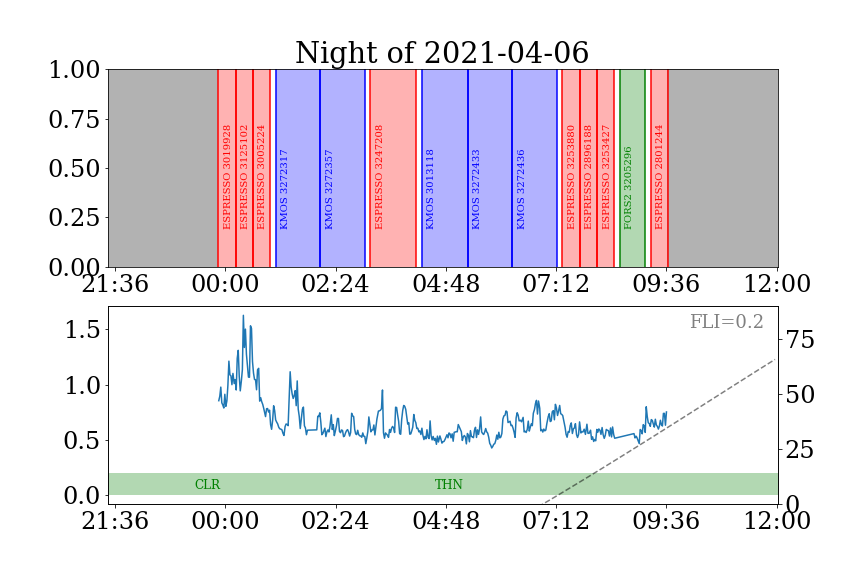 Night of 2021-04-06
1.00
0.75
0.50
0.25
0.00
ESPRESSO 3019928
ESPRESSO 3125102
ESPRESSO 3005224
KMOS 3272317
KMOS 3272357
ESPRESSO 3247208
KMOS 3013118
KMOS 3272433
KMOS 3272436
ESPRESSO 3253880
ESPRESSO 2896188
ESPRESSO 3253427
FORS2 3205296
ESPRESSO 2801244
21:36 00:00 02:24 04:48 07:12 09:36 12:00
FLI=0.2
1.5
1.0
0.5
0.0
75
50
25
0
CLR THN
21:36 00:00 02:24 04:48 07:12 09:36 12:00